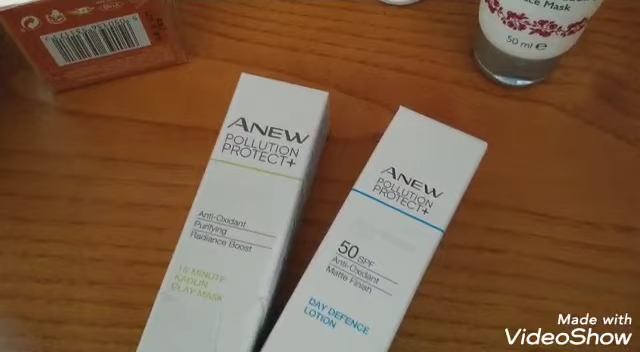 ce Mask
50 ml e
ANEW
POLLUTION
PROTECT+
Anti-Oxidant
Purifying
Radiance Boost
15 MINUTE
KAOLIN
CLAY MASK
ANEW
POLLUTION
PROTECT+
50 SPF
Anti-Oxidant
Matte Finish
DAY DEFENCE
LOTION
Made with
VideoShow